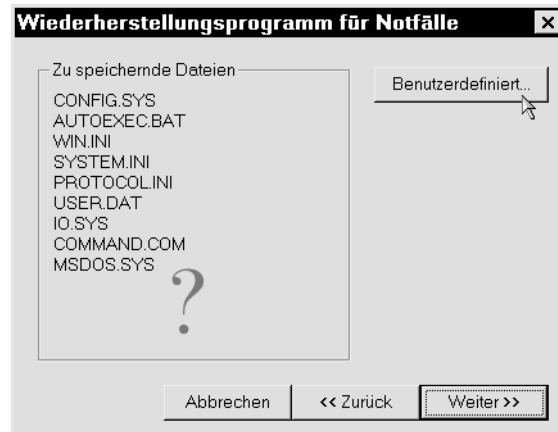 Wiederherstellungsprogramm für Notfälle
Zu speichernde Dateien
Benutzerdefiniert...
CONFIG.SYS
AUTOEXEC.BAT
WIN.INI
SYSTEM.INI
PROTOCOL.INI
USER.DAT
IO.SYS
COMMAND.COM
MSDOS.SYS
?
Abbrechen
<< Zurück
Weiter >>